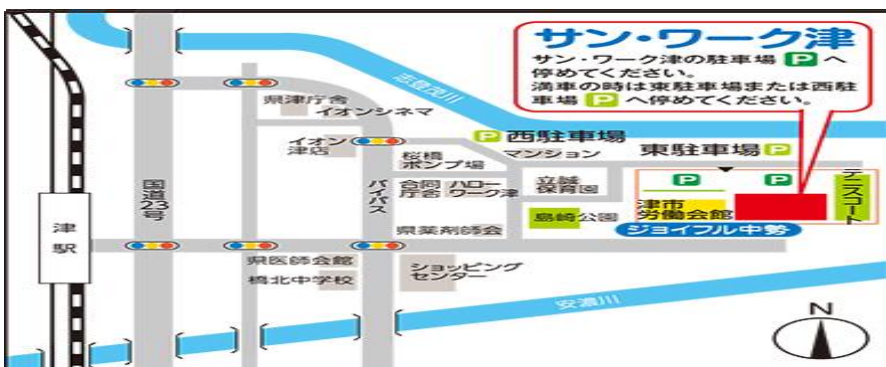 サン・ワーク津
サン・ワーク津の駐車場 P へ
停めてください。
満車の時は東駐車場または西駐
車場 P へ停めてください。
志登茂川
県津庁舎
イオンシネマ
イオン
津店
P 西駐車場
桜橋
ポンプ場
マンション
東駐車場 P
国道23号
バイパス
合同
庁舎
ハロー
ワーク津
立誠
保育園
P
P
テニスコート
津市
労働会館
島崎公園
津駅
県薬剤師会
ジョイフル中勢
県医師会館
橋北中学校
ショッピング
センター
安濃川
N